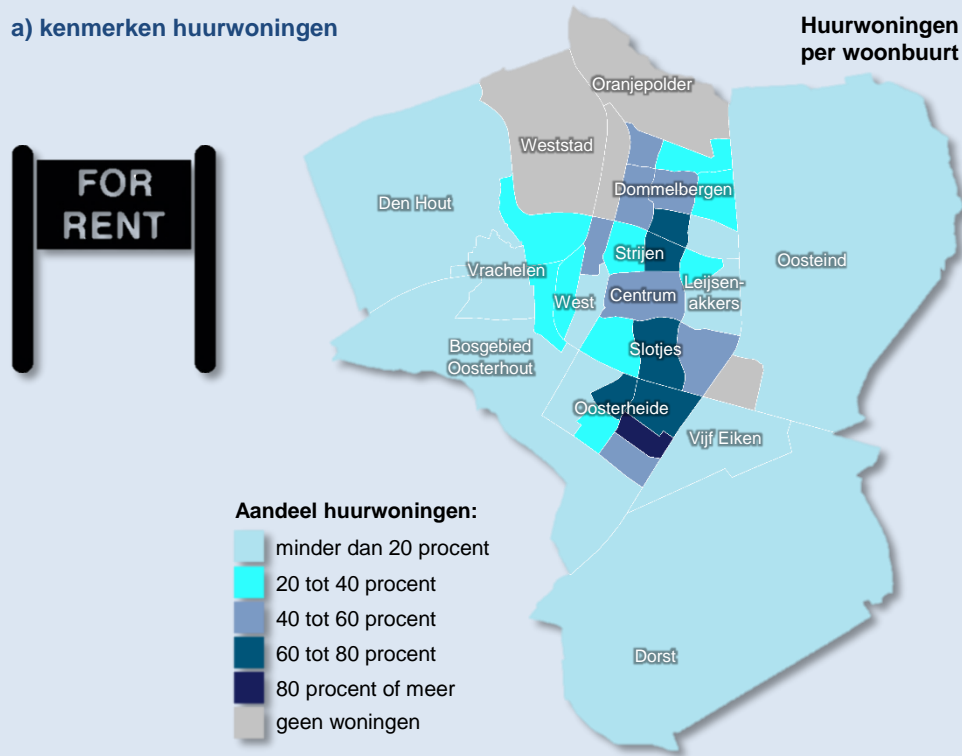 a) kenmerken huurwoningen
Huurwoningen
per woonbuurt
FOR
RENT
Oranjepolder
Weststad
Den Hout
Dommelbergen
Vrachelen
Strijen
Oosteind
West
Centrum
Leijsen-
akkers
Bosgebied
Oosterhout
Slotjes
Oosterheide
Vijf Eiken
Dorst
Aandeel huurwoningen:
minder dan 20 procent
20 tot 40 procent
40 tot 60 procent
60 tot 80 procent
80 procent of meer
geen woningen